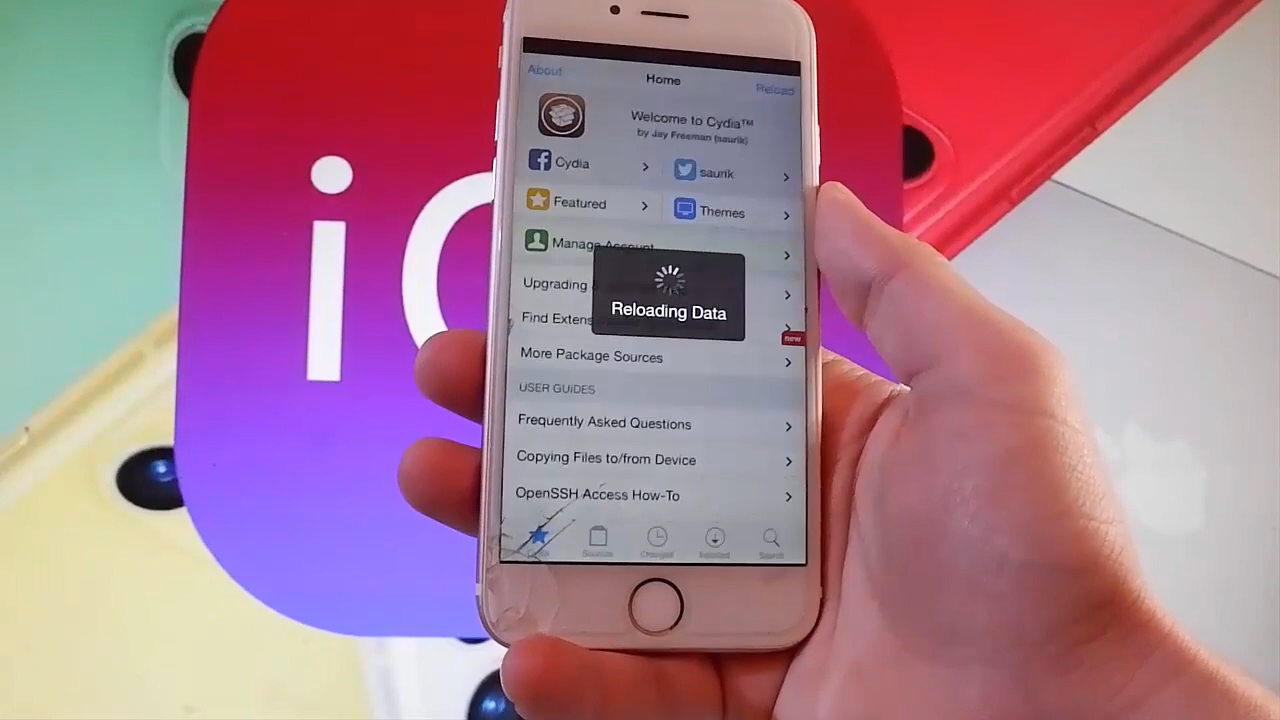 iO
About
Home
Reload
Welcome to Cydia™
by Jay Freeman (saurik)
Cydia
saurik
Featured
Themes
Manage Account
Upgrading
Reloading Data
Find Extens
new
More Package Sources
USER GUIDES
Frequently Asked Questions
Copying Files to/from Device
OpenSSH Access How-To
Cydia
Sources
Changes
Installed
Search